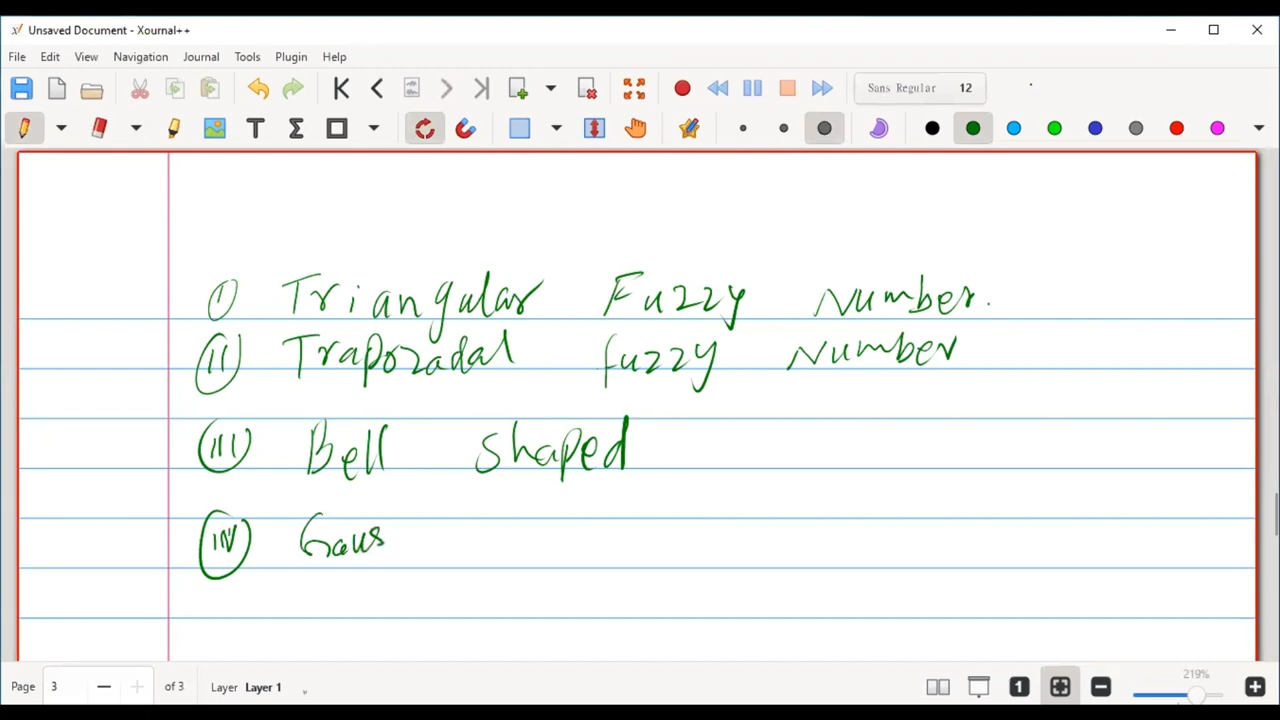 Unsaved Document - Xournal++
File Edit View Navigation Journal Tools Plugin Help
Sans Regular 12
(I) Triangular Fuzzy Number.
(II) Trapozadal fuzzy Number
(III) Bell shaped
(IV) Gaus
219%
Page 3 of 3 Layer Layer 1 1